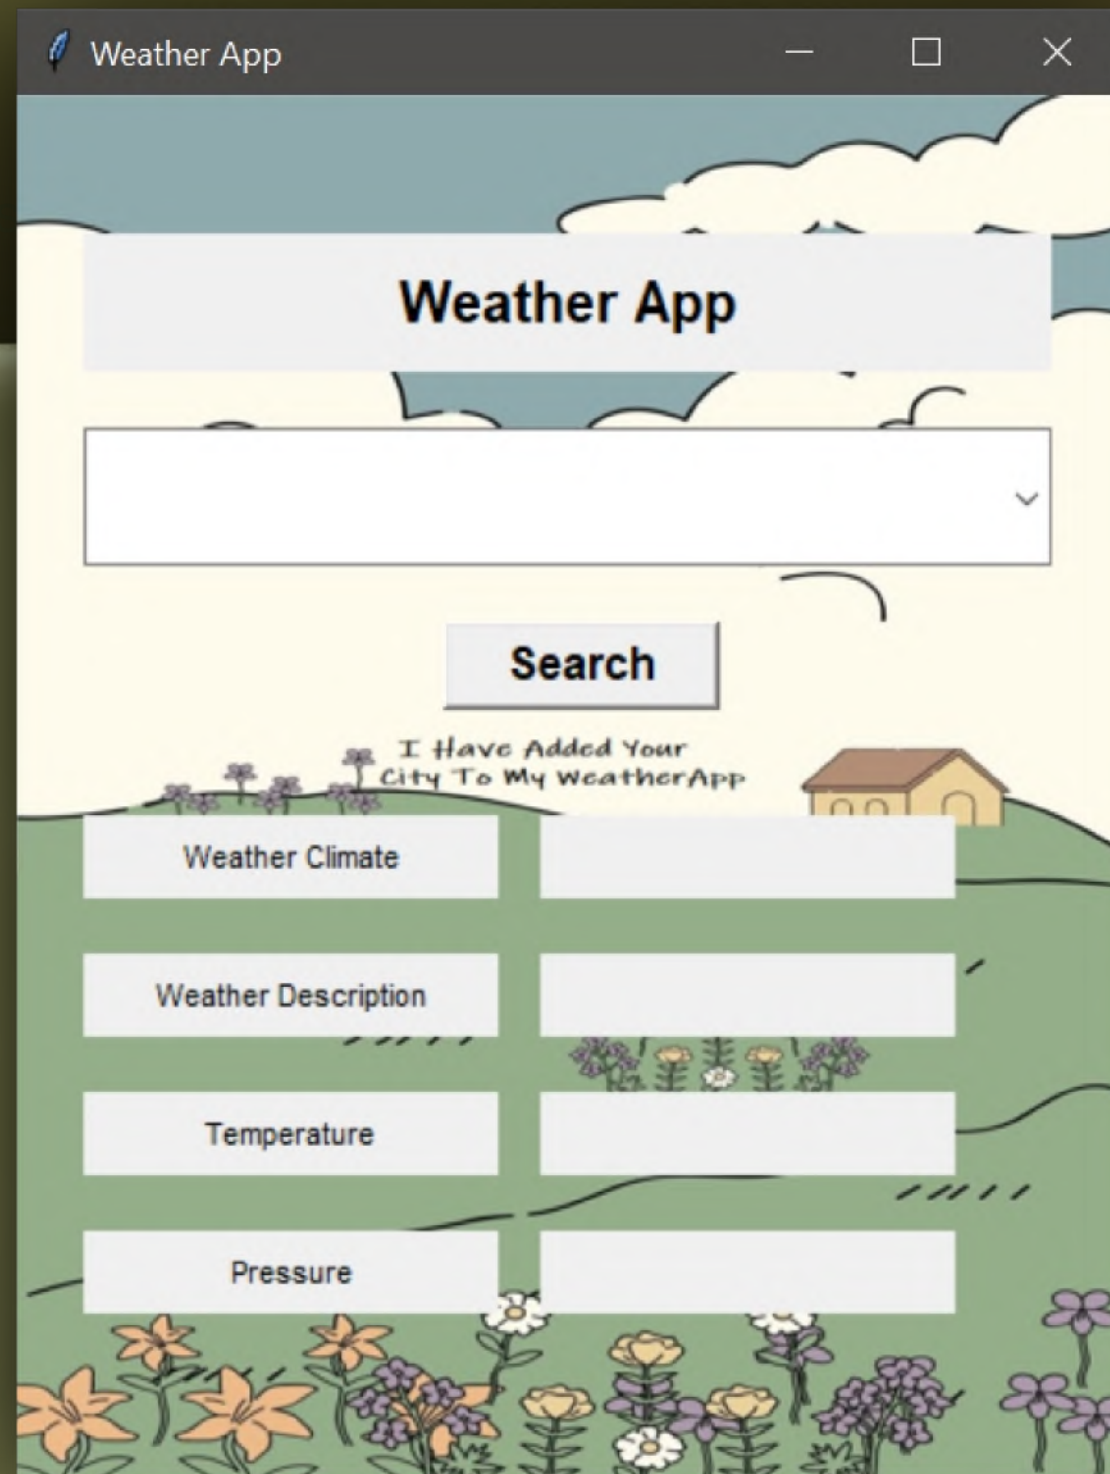 Weather App
Weather App
Search
I Have Added Your
City To My WeatherApp
Weather Climate
Weather Description
Temperature
Pressure